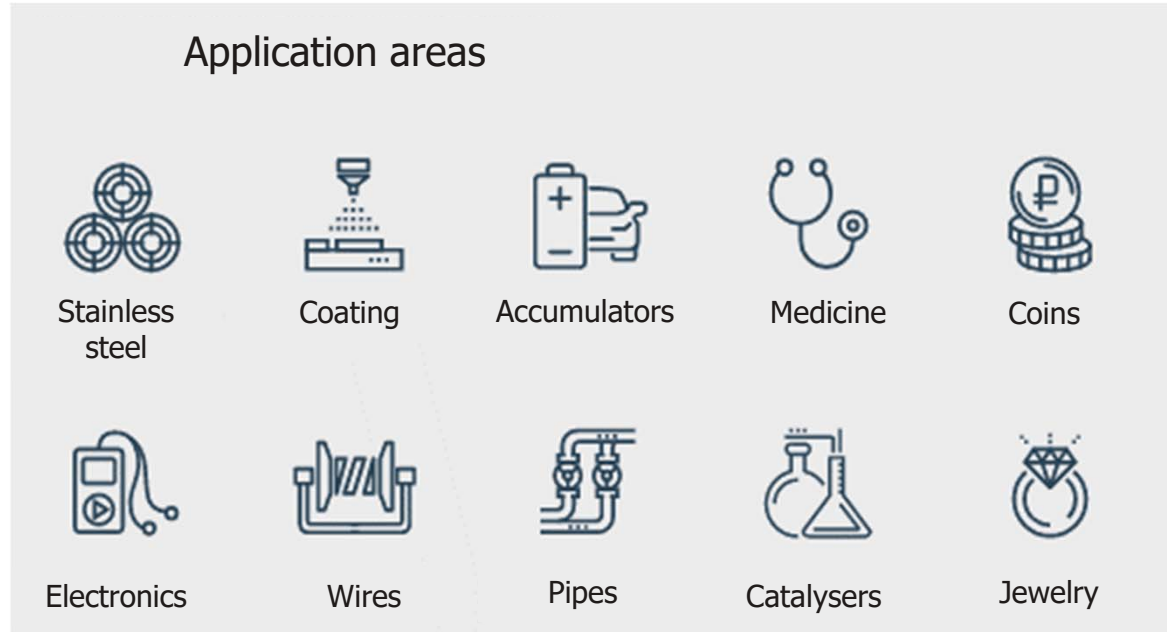 Application areas
Stainless
steel
Coating
Accumulators
Medicine
Coins
Electronics
Wires
Pipes
Catalysers
Jewelry